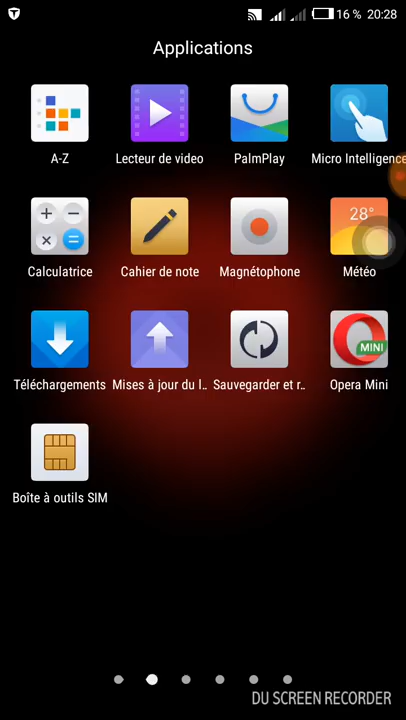 16 % 20:28
Applications
A-Z
Lecteur de video
PalmPlay
Micro Intelligence
Calculatrice
Cahier de note
Magnétophone
28°
Météo
Téléchargements
Mises à jour du l..
Sauvegarder et r..
MINI
Opera Mini
Boîte à outils SIM
DU SCREEN RECORDER